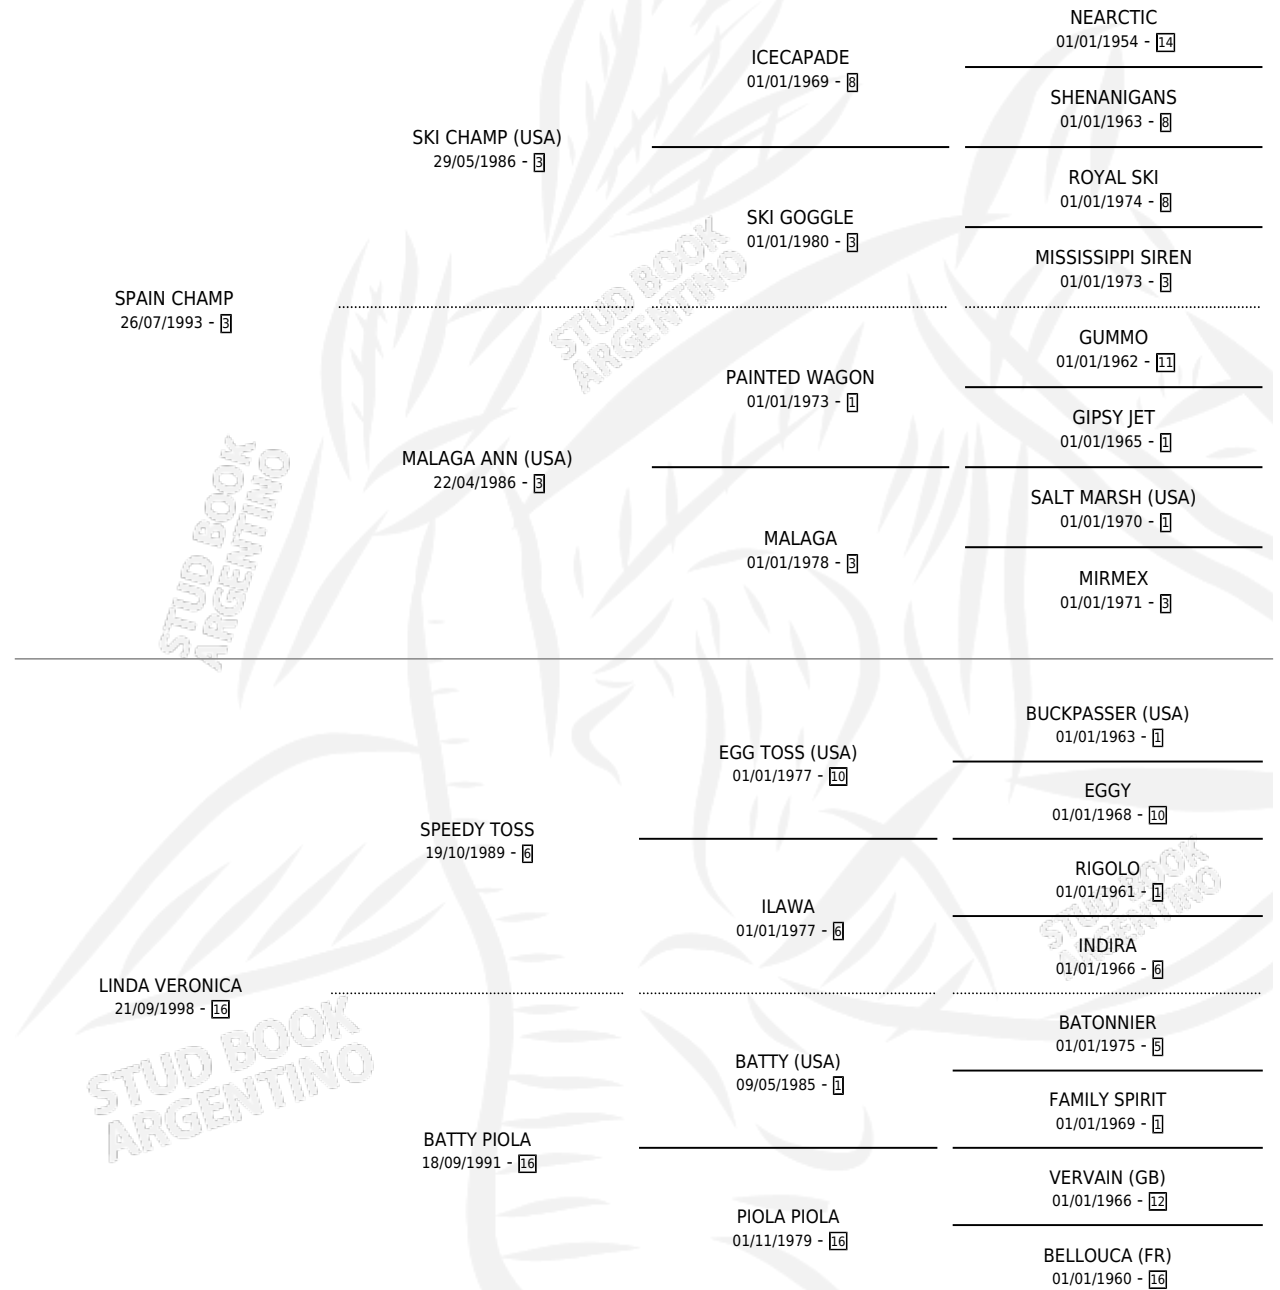 NEARCTIC
01/01/1954 - 14
ICECAPADE
01/01/1969 - 8
SHENANIGANS
01/01/1963 - 8
SKI CHAMP (USA)
29/05/1986 - 3
ROYAL SKI
01/01/1974 - 8
SKI GOGGLE
01/01/1980 - 3
MISSISSIPPI SIREN
01/01/1973 - 3
SPAIN CHAMP
26/07/1993 - 3
GUMMO
01/01/1962 - 11
PAINTED WAGON
01/01/1973 - 1
GIPSY JET
01/01/1965 - 1
MALAGA ANN (USA)
22/04/1986 - 3
SALT MARSH (USA)
01/01/1970 - 1
MALAGA
01/01/1978 - 3
MIRMEX
01/01/1971 - 3
STUD BOOK
ARGENTINO
STUD BOOK
ARGENTINO
BUCKPASSER (USA)
01/01/1963 - 1
EGG TOSS (USA)
01/01/1977 - 10
EGGY
01/01/1968 - 10
SPEEDY TOSS
19/10/1989 - 6
RIGOLO
01/01/1961 - 1
ILAWA
01/01/1977 - 6
INDIRA
01/01/1966 - 6
LINDA VERONICA
21/09/1998 - 16
BATONNIER
01/01/1975 - 5
BATTY (USA)
09/05/1985 - 1
FAMILY SPIRIT
01/01/1969 - 1
BATTY PIOLA
18/09/1991 - 16
VERVAIN (GB)
01/01/1966 - 12
PIOLA PIOLA
01/11/1979 - 16
BELLOUCA (FR)
01/01/1960 - 16
STUD BOOK
ARGENTINO
STUD BOOK
ARGENTINO